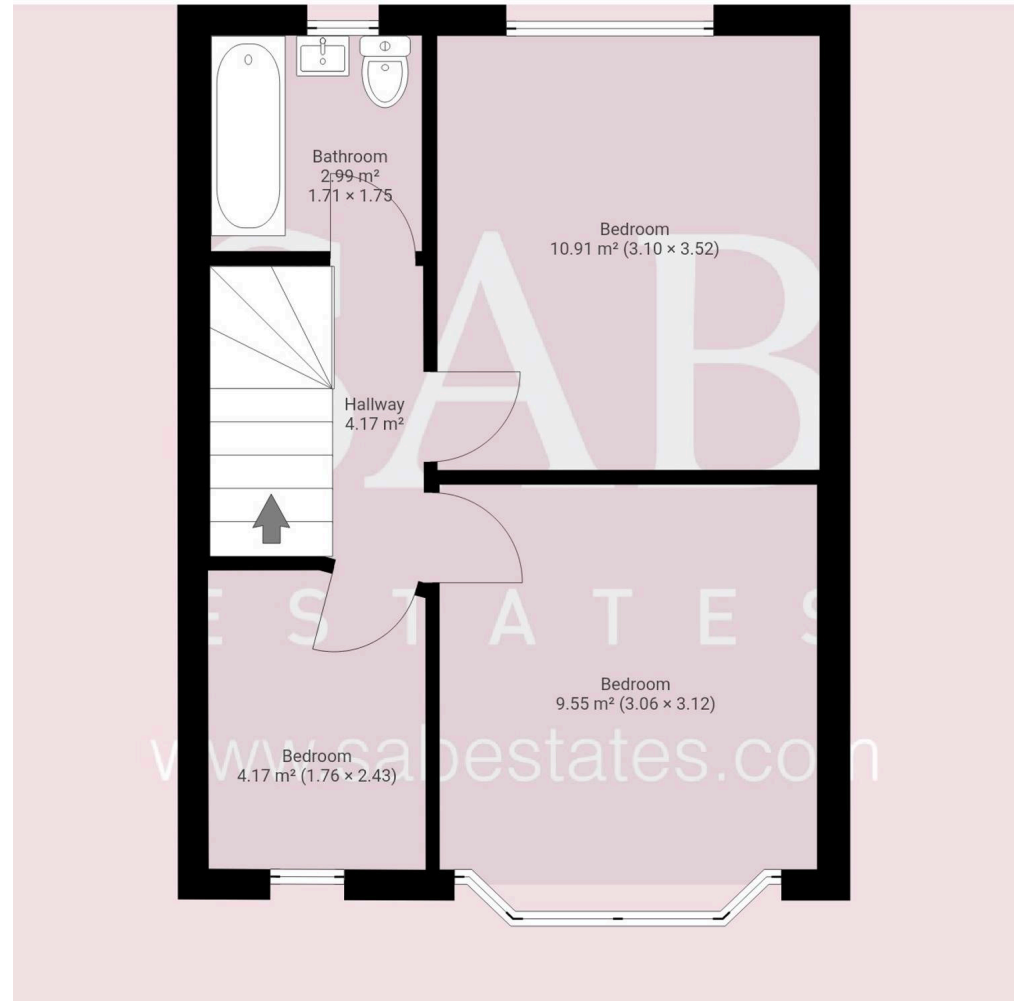 Bathroom
2.99 m²
1.71 × 1.75
Bedroom
10.91 m² (3.10 × 3.52)
SAB
Hallway
4.17 m²
ESTATES
Bedroom
9.55 m² (3.06 × 3.12)
www.sabestates.com
Bedroom
4.17 m² (1.76 × 2.43)